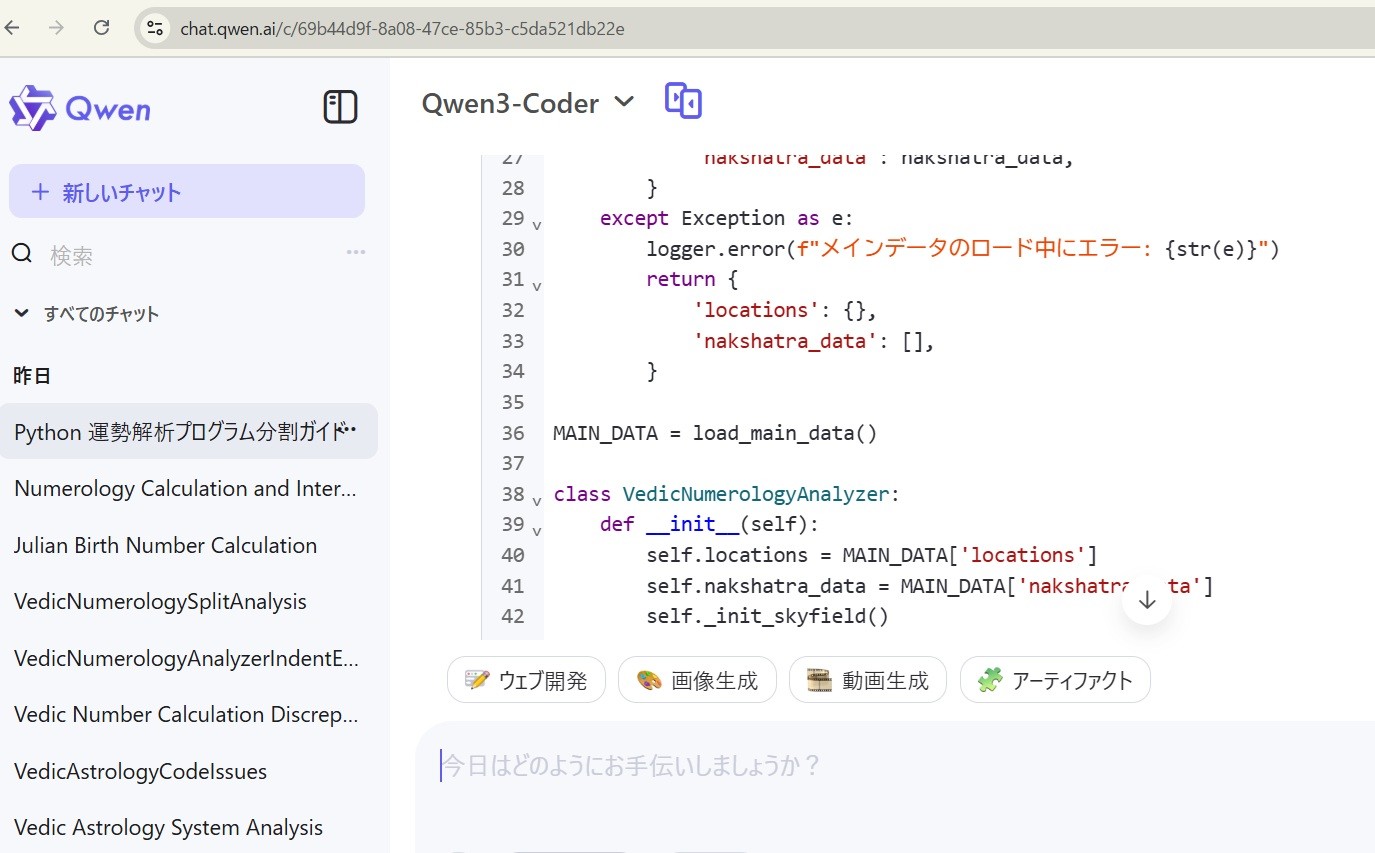 chat.qwen.ai/c/69b44d9f-8a08-47ce-85b3-c5da521db22e
Qwen
新しいチャット
検索
すべてのチャット
昨日
Python 運勢解析プログラム分割ガイド
Numerology Calculation and Inter...
Julian Birth Number Calculation
VedicNumerologySplitAnalysis
VedicNumerologyAnalyzerIndentE...
Vedic Number Calculation Discrep...
VedicAstrologyCodeIssues
Vedic Astrology System Analysis
Qwen3-Coder
27 'nakshatra_data': nakshatra_data,
28 }
29 except Exception as e:
30 logger.error(f"メインデータのロード中にエラー: {str(e)}")
31 return {
32 'locations': {},
33 'nakshatra_data': [],
34 }
35
36 MAIN_DATA = load_main_data()
37
38 class VedicNumerologyAnalyzer:
39 def __init__(self):
40 self.locations = MAIN_DATA['locations']
41 self.nakshatra_data = MAIN_DATA['nakshatr ta']
42 self._init_skyfield()
ウェブ開発
画像生成
動画生成
アーティファクト
今日はどのようにお手伝いしましょうか？